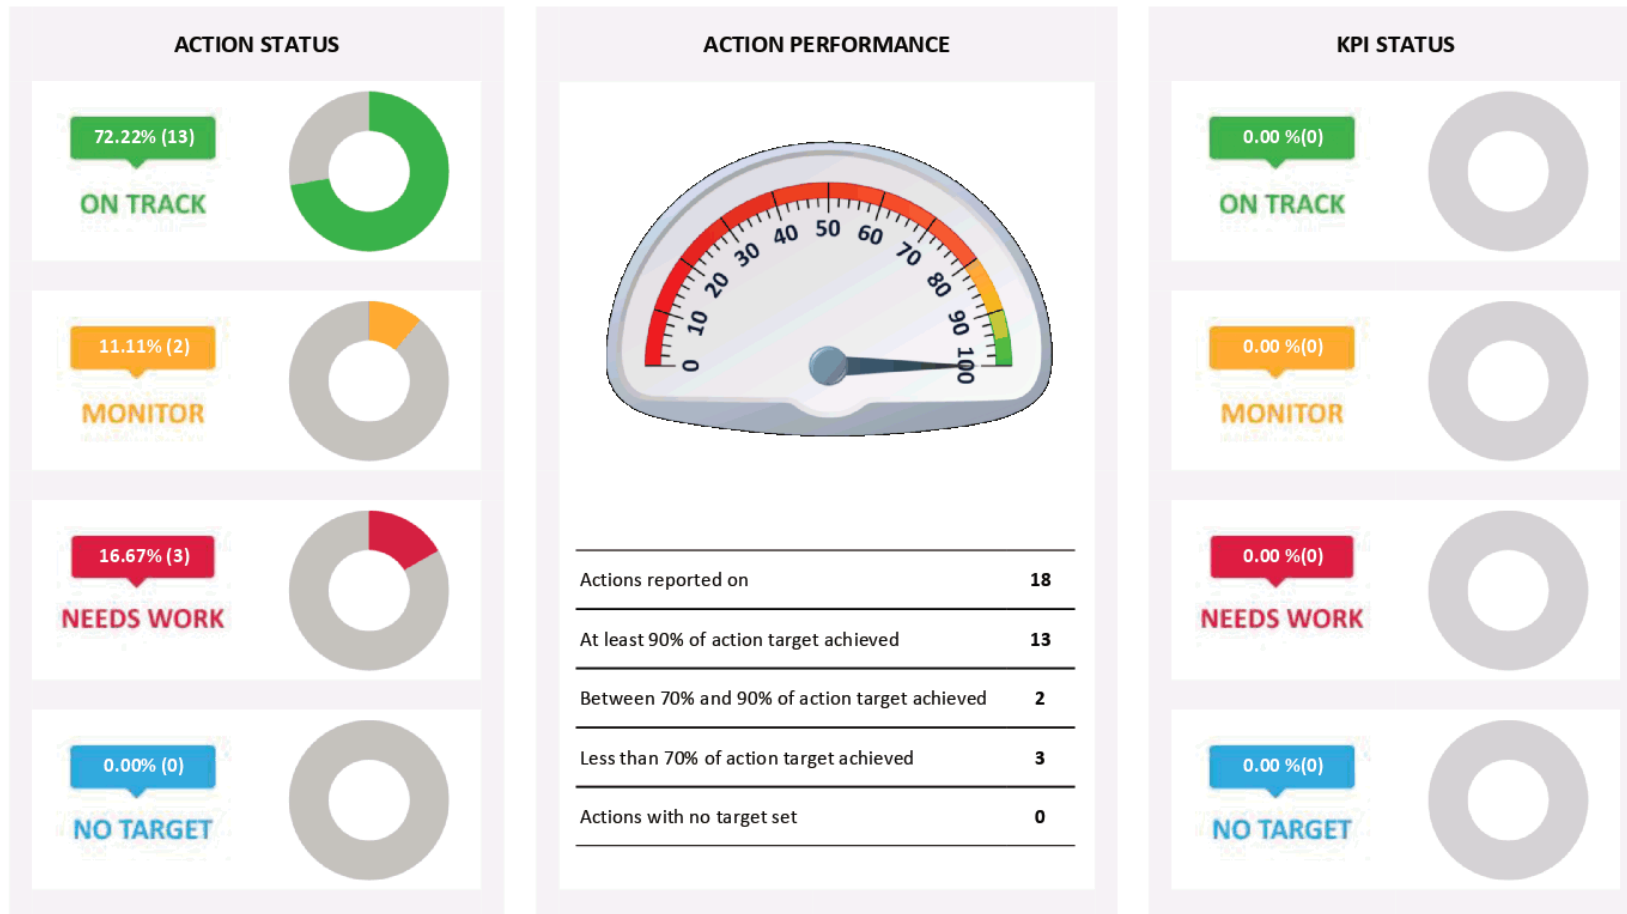 ACTION STATUS
72.22% (13)
ON TRACK
11.11% (2)
MONITOR
16.67% (3)
NEEDS WORK
0.00% (0)
NO TARGET
ACTION PERFORMANCE
0
10
20
30
40
50
60
70
80
90
100
Actions reported on 18
At least 90% of action target achieved 13
Between 70% and 90% of action target achieved 2
Less than 70% of action target achieved 3
Actions with no target set 0
KPI STATUS
0.00 %(0)
ON TRACK
0.00 %(0)
MONITOR
0.00 %(0)
NEEDS WORK
0.00 %(0)
NO TARGET